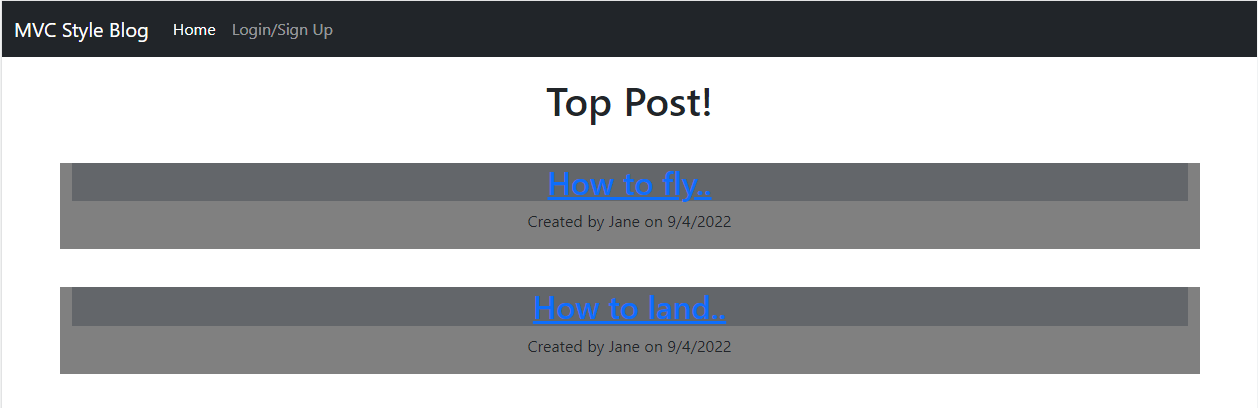 MVC Style Blog Home Login/Sign Up
Top Post!
How to fly..
Created by Jane on 9/4/2022
How to land..
Created by Jane on 9/4/2022